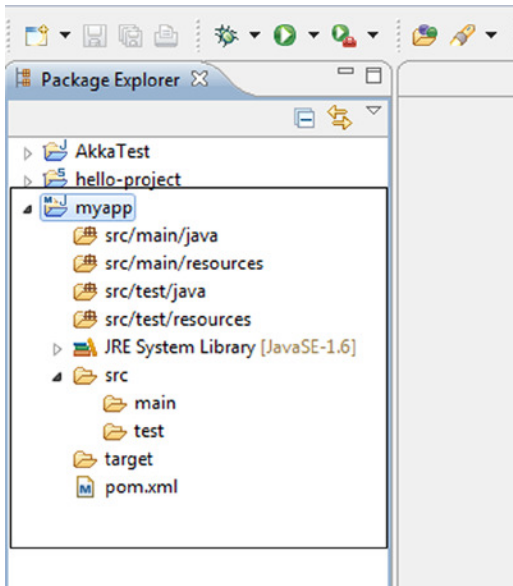 Package Explorer
AkkaTest
hello-project
myapp
src/main/java
src/main/resources
src/test/java
src/test/resources
JRE System Library [JavaSE-1.6]
src
main
test
target
pom.xml